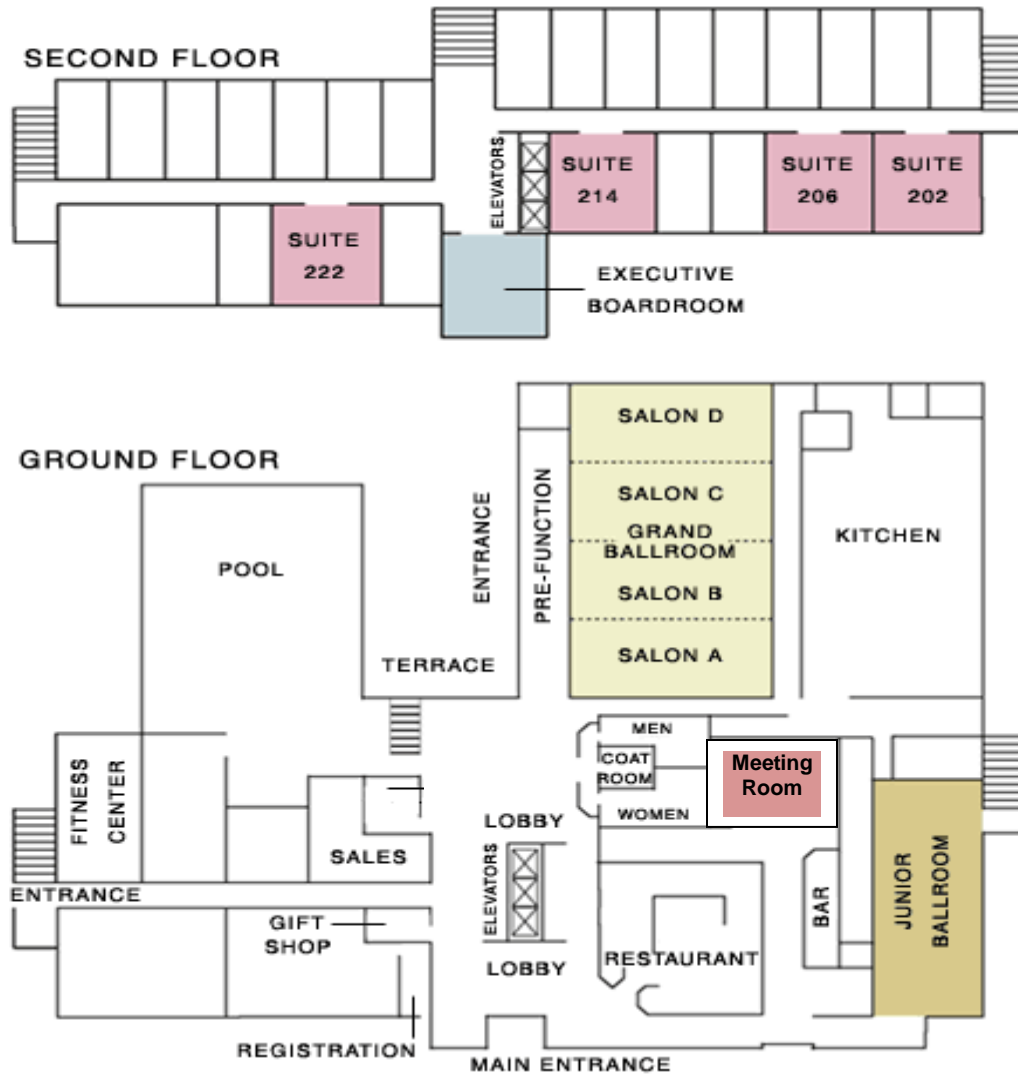 SECOND FLOOR
ELEVATORS
SUITE
214
SUITE
206
SUITE
202
SUITE
222
EXECUTIVE
BOARDROOM
GROUND FLOOR
POOL
ENTRANCE
PRE-FUNCTION
SALON D
SALON C
GRAND
BALLROOM
SALON B
SALON A
KITCHEN
TERRACE
MEN
COAT
ROOM
WOMEN
Meeting
Room
FITNESS
CENTER
LOBBY
SALES
ENTRANCE
ELEVATORS
GIFT
SHOP
LOBBY
RESTAURANT
BAR
JUNIOR
BALLROOM
REGISTRATION
MAIN ENTRANCE